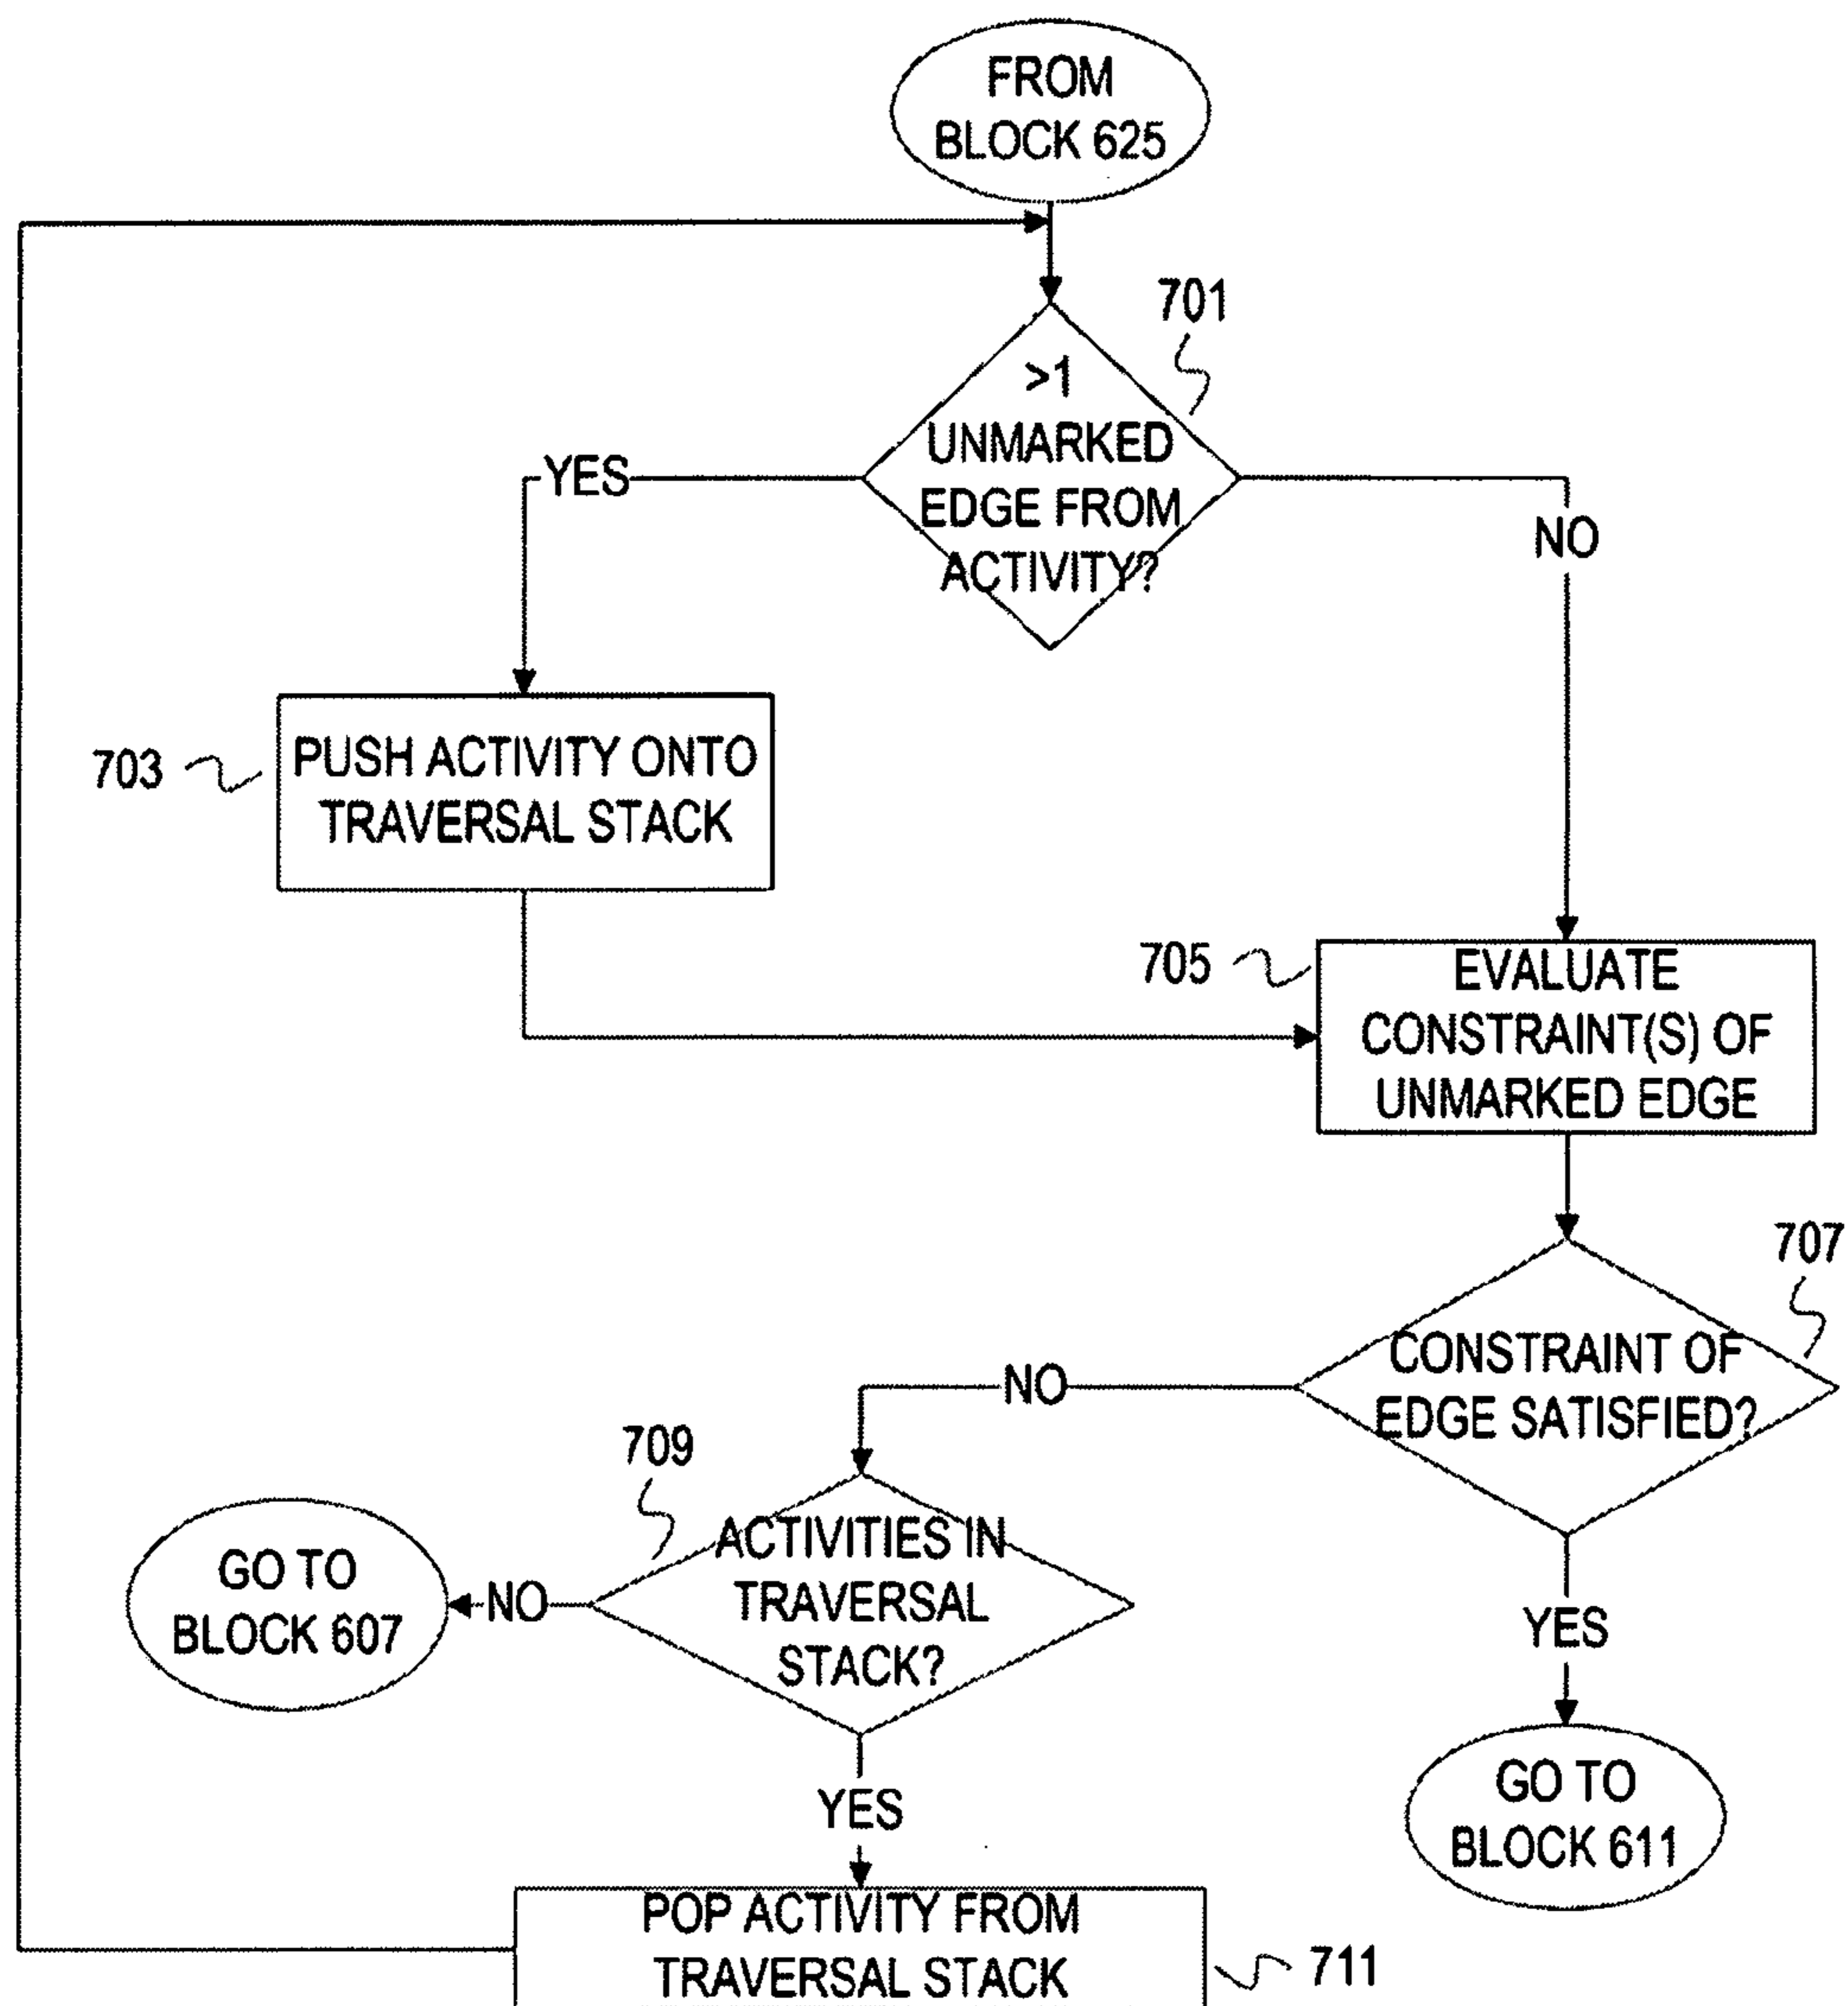 FROM
BLOCK 625
701
>1
UNMARKED
EDGE FROM
ACTIVITY?
YES
NO
703
PUSH ACTIVITY ONTO
TRAVERSAL STACK
705
EVALUATE
CONSTRAINT(S) OF
UNMARKED EDGE
707
CONSTRAINT OF
EDGE SATISFIED?
NO
709
ACTIVITIES IN
TRAVERSAL
STACK?
GO TO
BLOCK 607
NO
YES
YES
GO TO
BLOCK 611
POP ACTIVITY FROM
TRAVERSAL STACK
711